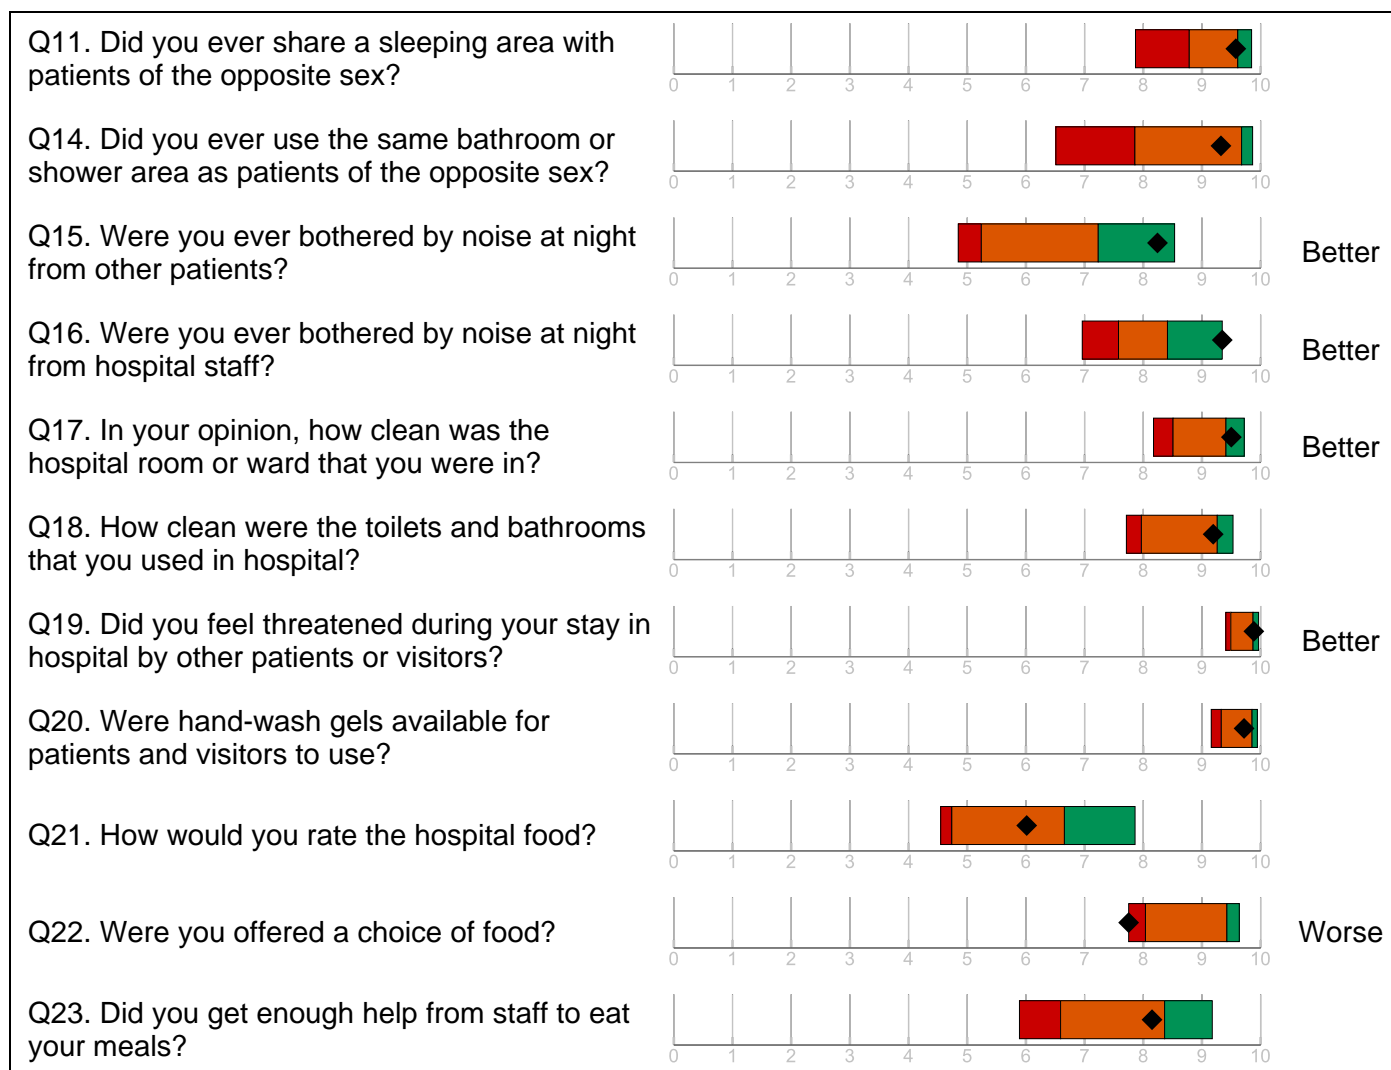 Q11. Did you ever share a sleeping area with
patients of the opposite sex?
0 1 2 3 4 5 6 7 8 9 10
Q14. Did you ever use the same bathroom or
shower area as patients of the opposite sex?
0 1 2 3 4 5 6 7 8 9 10
Q15. Were you ever bothered by noise at night
from other patients?
Better
0 1 2 3 4 5 6 7 8 9 10
Q16. Were you ever bothered by noise at night
from hospital staff?
Better
0 1 2 3 4 5 6 7 8 9 10
Q17. In your opinion, how clean was the
hospital room or ward that you were in?
Better
0 1 2 3 4 5 6 7 8 9 10
Q18. How clean were the toilets and bathrooms
that you used in hospital?
0 1 2 3 4 5 6 7 8 9 10
Q19. Did you feel threatened during your stay in
hospital by other patients or visitors?
Better
0 1 2 3 4 5 6 7 8 9 10
Q20. Were hand-wash gels available for
patients and visitors to use?
0 1 2 3 4 5 6 7 8 9 10
Q21. How would you rate the hospital food?
0 1 2 3 4 5 6 7 8 9 10
Q22. Were you offered a choice of food?
Worse
0 1 2 3 4 5 6 7 8 9 10
Q23. Did you get enough help from staff to eat
your meals?
0 1 2 3 4 5 6 7 8 9 10